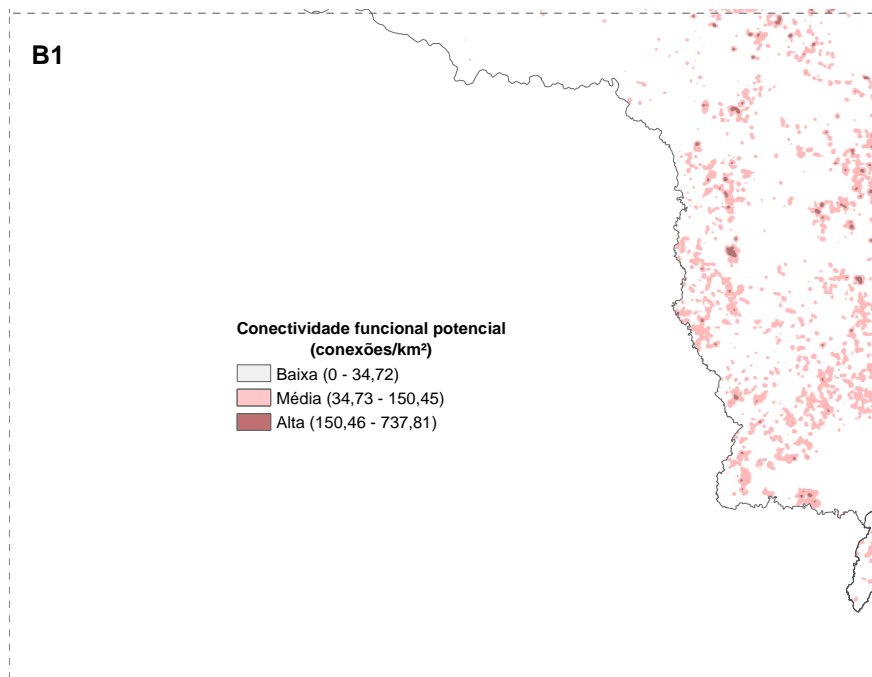 B1
Conectividade funcional potencial
(conexões/km²)
Baixa (0 - 34,72)
Média (34,73 - 150,45)
Alta (150,46 - 737,81)